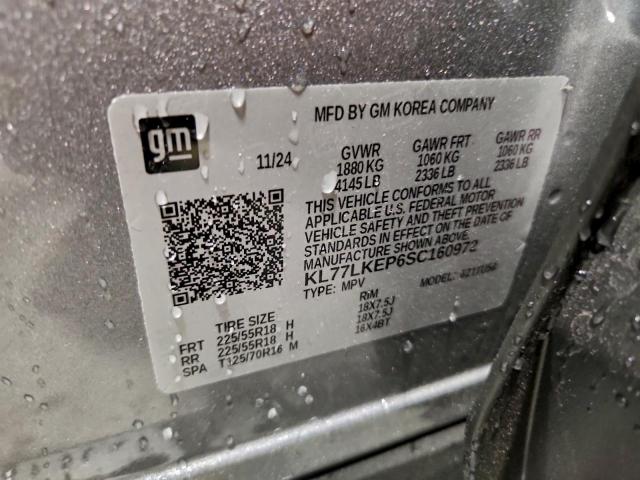 gm
MFD BY GM KOREA COMPANY
11/24
GVWR GAWR FRT GAWR RR
1880 KG 1060 KG 1060 KG
4145 LB 2336 LB 2336 LB
THIS VEHICLE CONFORMS TO ALL
APPLICABLE U.S. FEDERAL MOTOR
VEHICLE SAFETY AND THEFT PREVENTION
STANDARDS IN EFFECT ON THE DATE OF
MANUFACTURE SHOWN ABOVE.
KL77LKEP6SC160972
TYPE: MPV MODEL:
TIRE SIZE RIM
FRT 225/55R18 H 18X7.5J
RR 225/55R18 H 18X7.5J
SPA T125/70R16 M 16X4BT